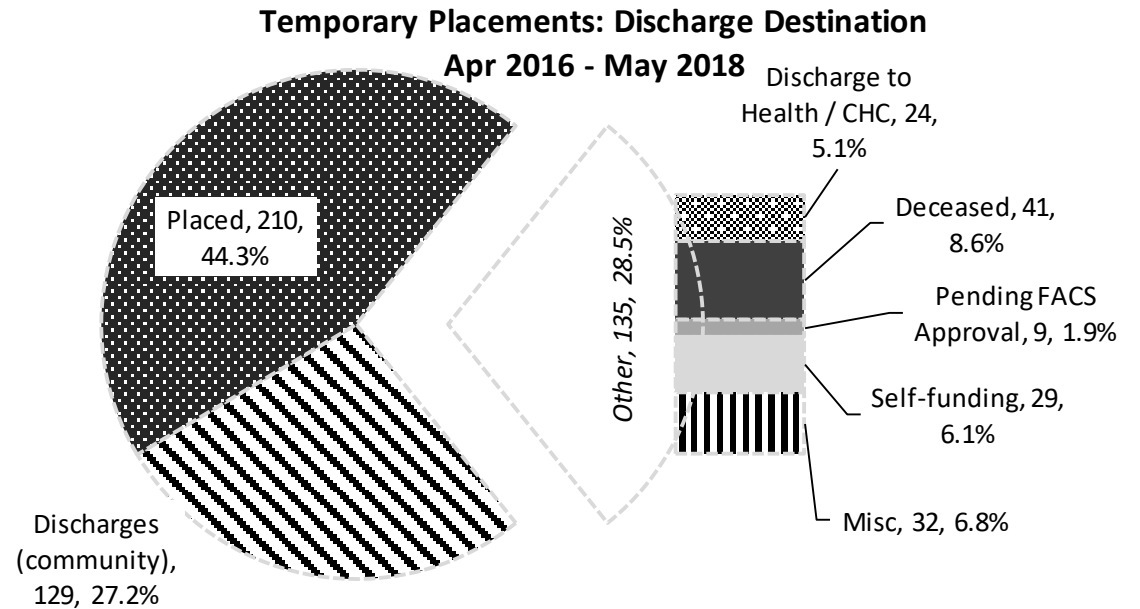 Temporary Placements: Discharge Destination
Apr 2016 - May 2018
Discharge to
Health / CHC, 24,
5.1%
Placed, 210,
44.3%
Other, 135, 28.5%
Deceased, 41,
8.6%
Pending FACS
Approval, 9, 1.9%
Self-funding, 29,
6.1%
Misc, 32, 6.8%
Discharges
(community),
129, 27.2%